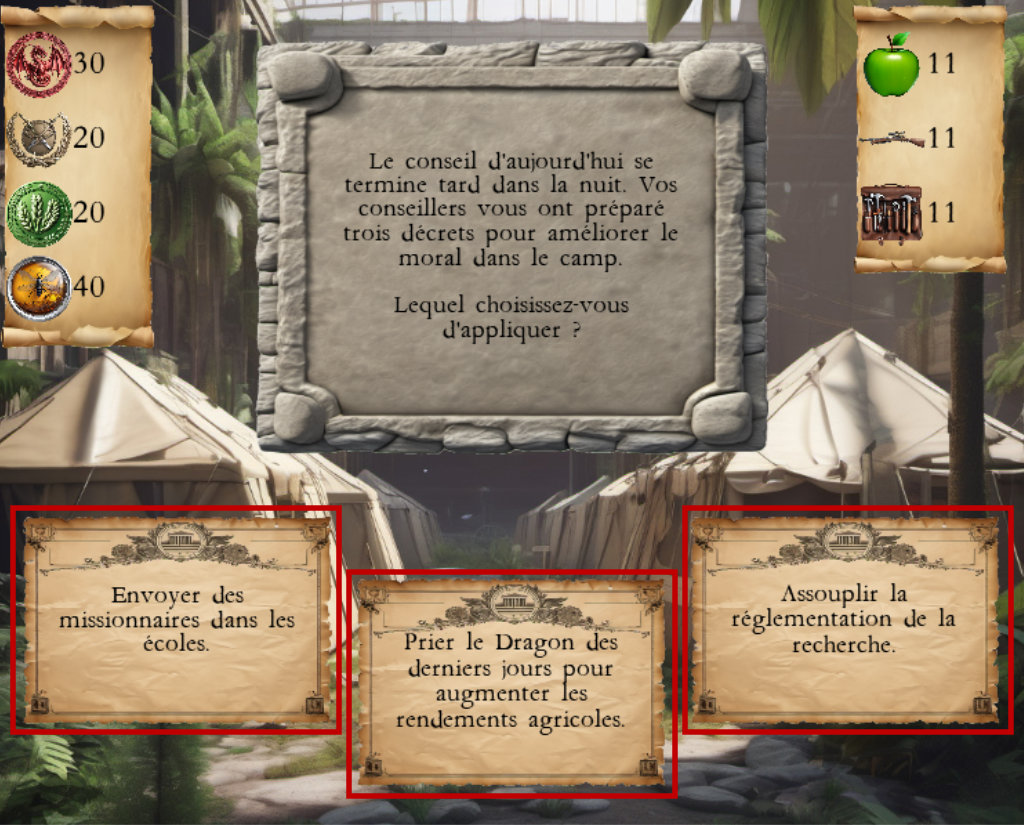 30
20
20
40
11
11
11
Le conseil d'aujourd'hui se
termine tard dans la nuit. Vos
conseillers vous ont préparé
trois décrets pour améliorer le
moral dans le camp.
Lequel choisissez-vous
d'appliquer ?
Envoyer des
missionnaires dans les
écoles.
Prier le Dragon des
derniers jours pour
augmenter les
rendements agricoles.
Assouplir la
réglementation de la
recherche.